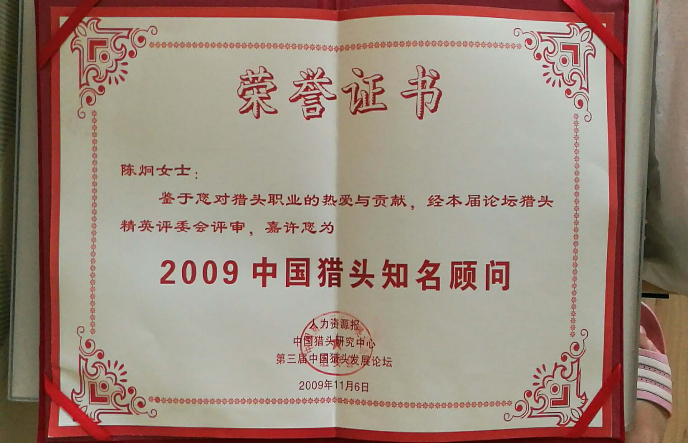 荣誉证书
陈炯女士：
鉴于您对猎头职业的热爱与贡献，经本届论坛猎头
精英评委会评审，嘉许您为
2009中国猎头知名顾问
人力资源报
中国猎头研究中心
第三届中国猎头发展论坛
2009年11月6日